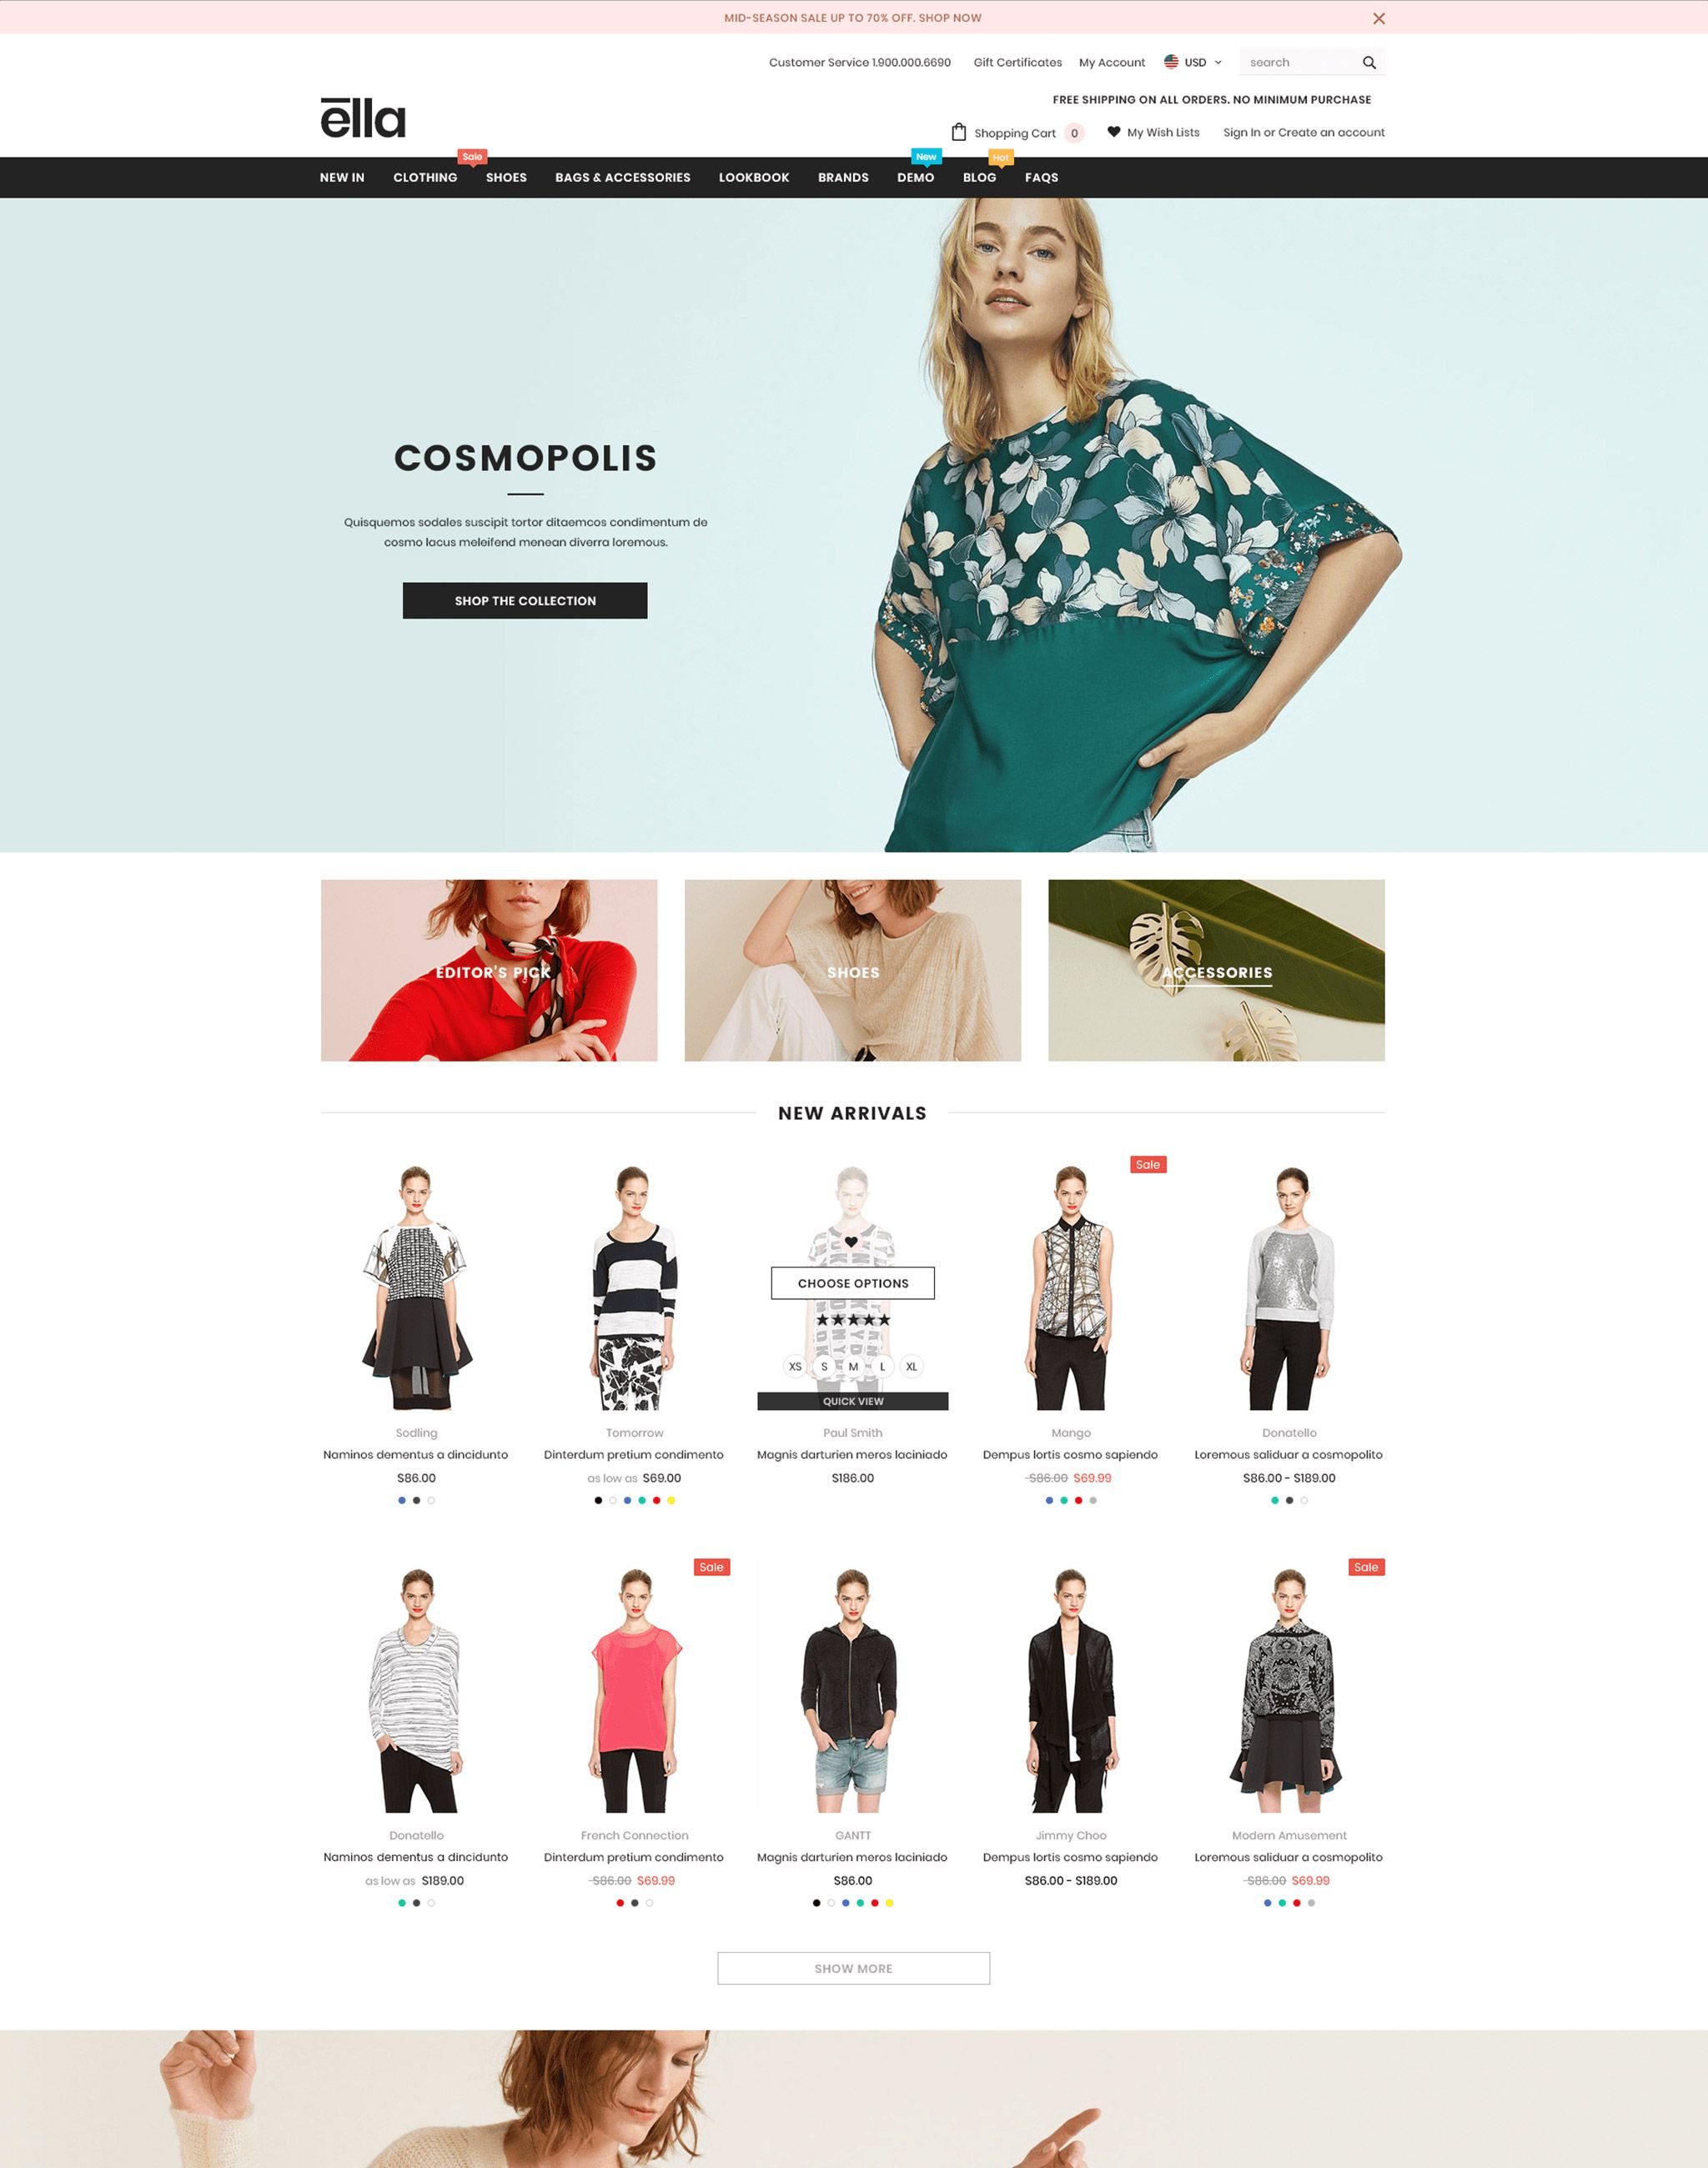 MID-SEASON SALE UP TO 70% OFF. SHOP NOW
Customer Service 1.900.000.6690 Gift Certificates My Account USD search
ella
FREE SHIPPING ON ALL ORDERS. NO MINIMUM PURCHASE
Shopping Cart 0 My Wish Lists Sign In or Create an account
Sale New Hot
NEW IN CLOTHING SHOES BAGS & ACCESSORIES LOOKBOOK BRANDS DEMO BLOG FAQS
COSMOPOLIS
Quisquemos sodales suscipit tortor ditaemcos condimentum de
cosmo lacus meleifend menean diverra loremous.
SHOP THE COLLECTION
EDITOR'S PICK SHOES ACCESSORIES
NEW ARRIVALS
Sale
CHOOSE OPTIONS
XS S M L XL
QUICK VIEW
Sodling Tomorrow Paul Smith Mango Donatello
Naminos dementus a dincidunto Dinterdum pretium condimento Magnis darturien meros laciniado Dempus lortis cosmo sapiendo Loremous saliduar a cosmopolito
$86.00 as low as $69.00 $186.00 $86.00 $69.99 $86.00 - $189.00
Sale Sale
Donatello French Connection GANTT Jimmy Choo Modern Amusement
Naminos dementus a dincidunto Dinterdum pretium condimento Magnis darturien meros laciniado Dempus lortis cosmo sapiendo Loremous saliduar a cosmopolito
as low as $189.00 $86.00 $69.99 $86.00 $86.00 - $189.00 $86.00 $69.99
SHOW MORE